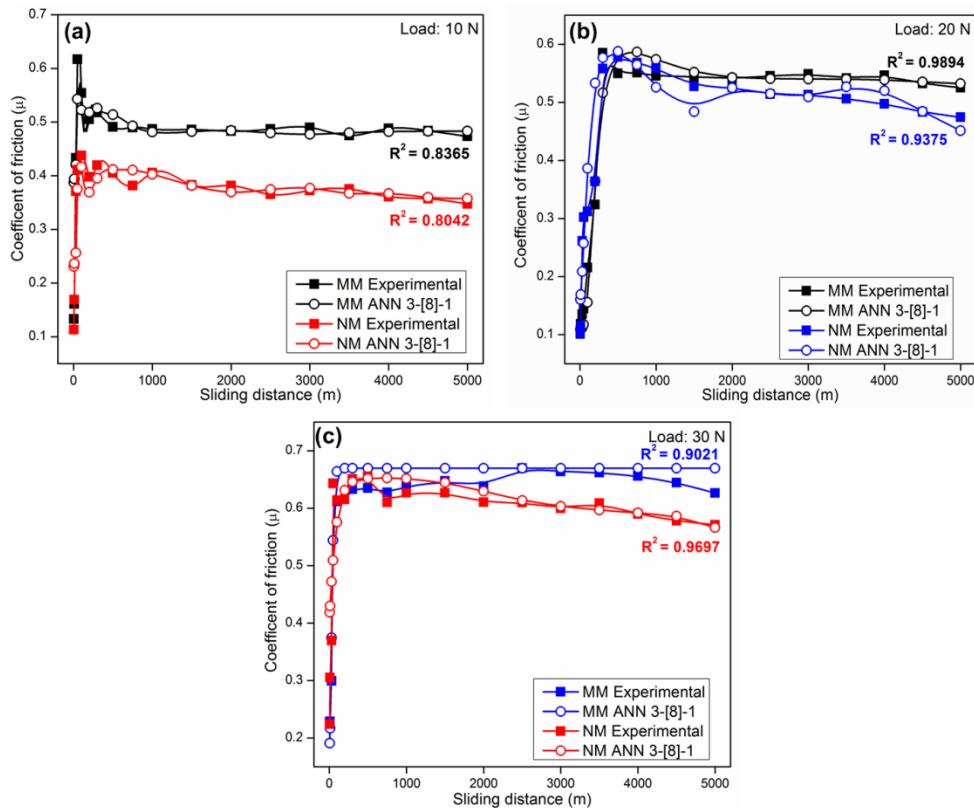 (a)
Load: 10 N
0.7
0.6
0.5
0.4
0.3
0.2
0.1
Coefficent of friction (μ)
R² = 0.8365
R² = 0.8042
MM Experimental
MM ANN 3-[8]-1
NM Experimental
NM ANN 3-[8]-1
0 1000 2000 3000 4000 5000
Sliding distance (m)
(b)
Load: 20 N
0.6
0.5
0.4
0.3
0.2
0.1
Coefficent of friction (μ)
R² = 0.9894
R² = 0.9375
MM Experimental
MM ANN 3-[8]-1
NM Experimental
NM ANN 3-[8]-1
0 1000 2000 3000 4000 5000
Sliding distance (m)
(c)
Load: 30 N
0.7
0.6
0.5
0.4
0.3
0.2
Coefficent of friction (μ)
R² = 0.9021
R² = 0.9697
MM Experimental
MM ANN 3-[8]-1
NM Experimental
NM ANN 3-[8]-1
0 1000 2000 3000 4000 5000
Sliding distance (m)